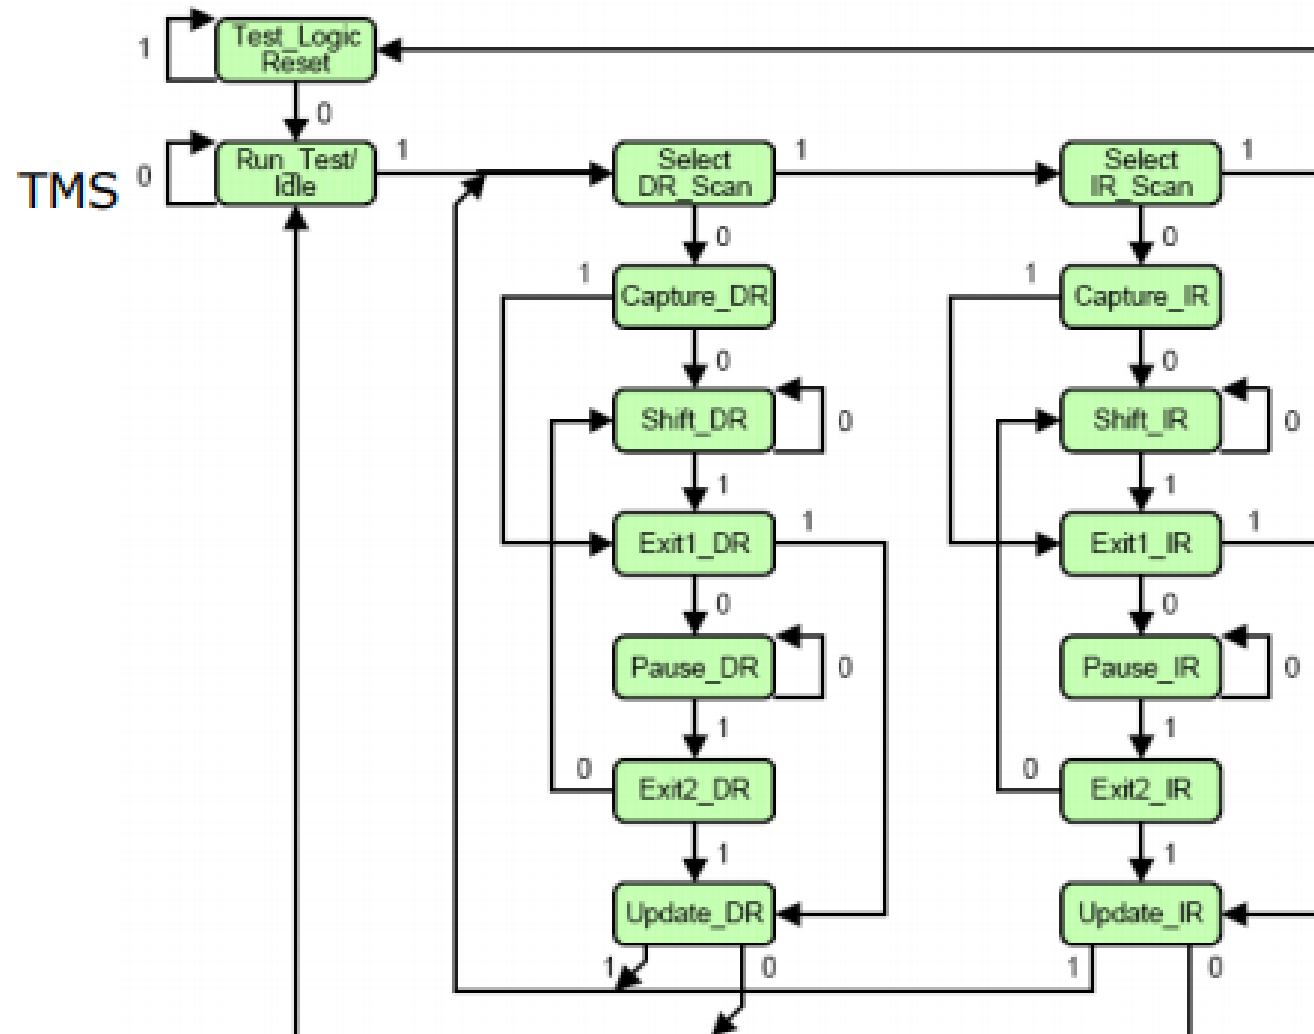 Test_Logic
Reset
1
0
Run_Test/
Idle
TMS
0
1
Select
DR_Scan
1
Select
IR_Scan
1
0
0
1
Capture_DR
1
Capture_IR
0
0
Shift_DR
0
Shift_IR
0
1
1
Exit1_DR
1
Exit1_IR
1
0
0
Pause_DR
0
Pause_IR
0
1
1
0
Exit2_DR
0
Exit2_IR
1
1
Update_DR
Update_IR
1
0
1
0